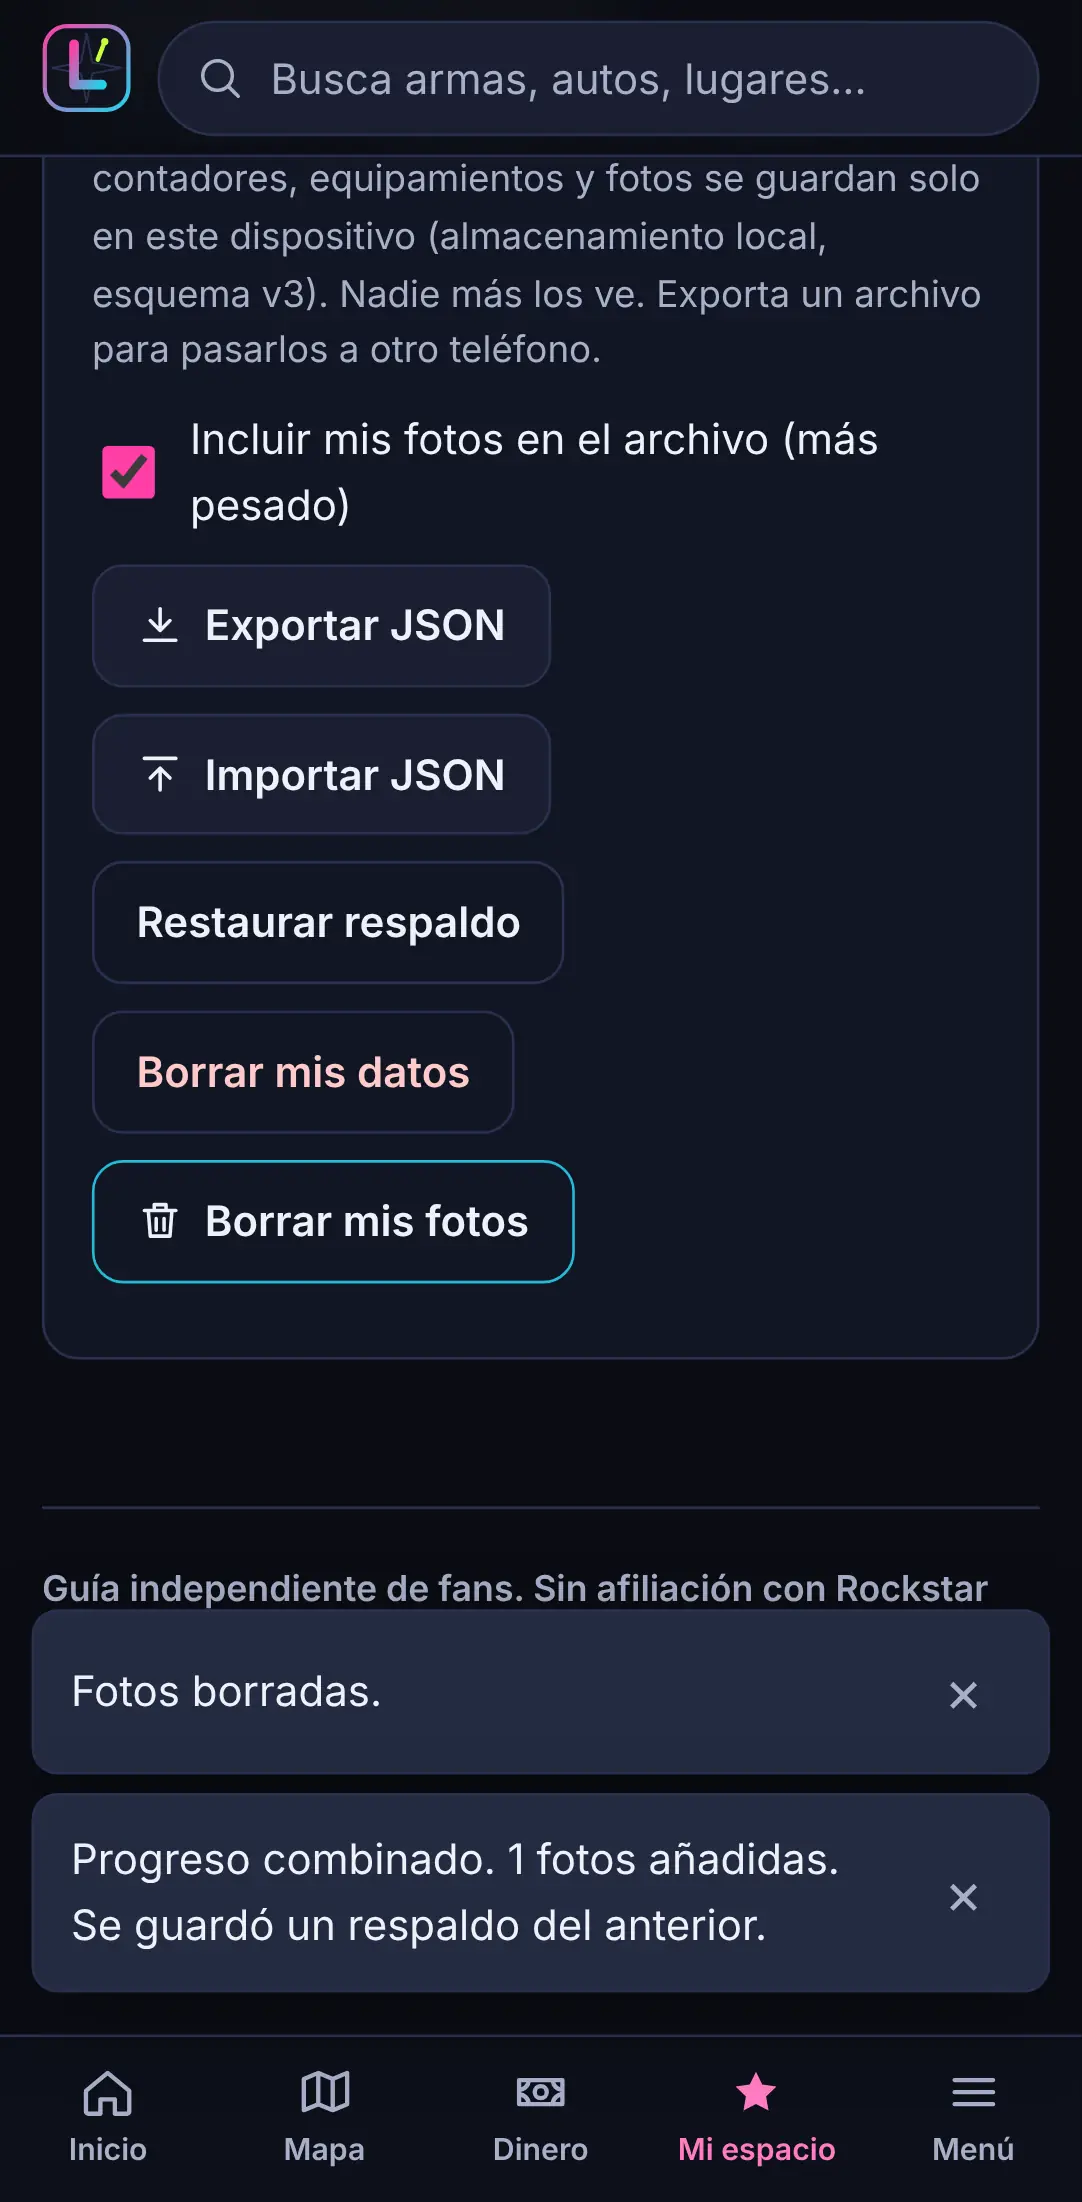 Busca armas, autos, lugares...
contadores, equipamientos y fotos se guardan solo
en este dispositivo (almacenamiento local,
esquema v3). Nadie más los ve. Exporta un archivo
para pasarlos a otro teléfono.
Incluir mis fotos en el archivo (más
pesado)
Exportar JSON
Importar JSON
Restaurar respaldo
Borrar mis datos
Borrar mis fotos
Guía independiente de fans. Sin afiliación con Rockstar
Fotos borradas.
Progreso combinado. 1 fotos añadidas.
Se guardó un respaldo del anterior.
Inicio
Mapa
Dinero
Mi espacio
Menú